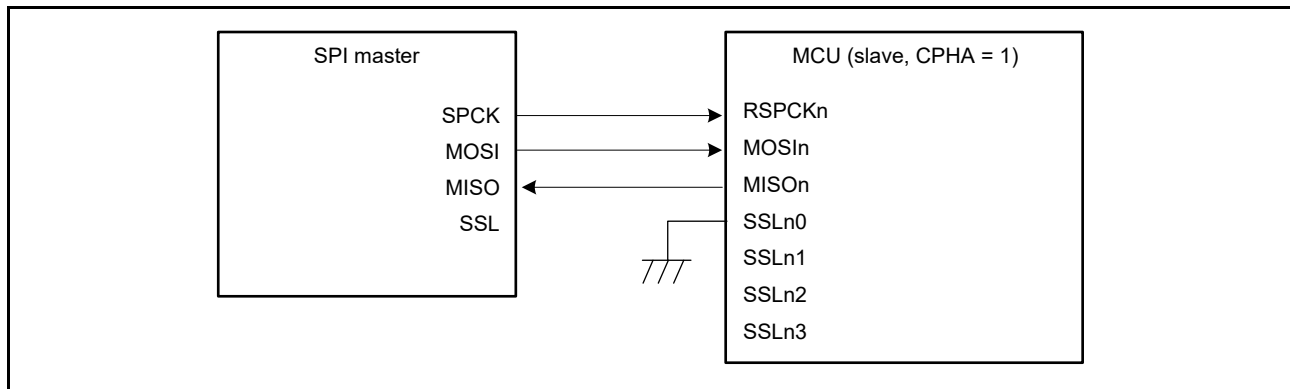 SPI master
SPCK
MOSI
MISO
SSL
MCU (slave, CPHA = 1)
RSPCKn
MOSIn
MISOn
SSLn0
SSLn1
SSLn2
SSLn3